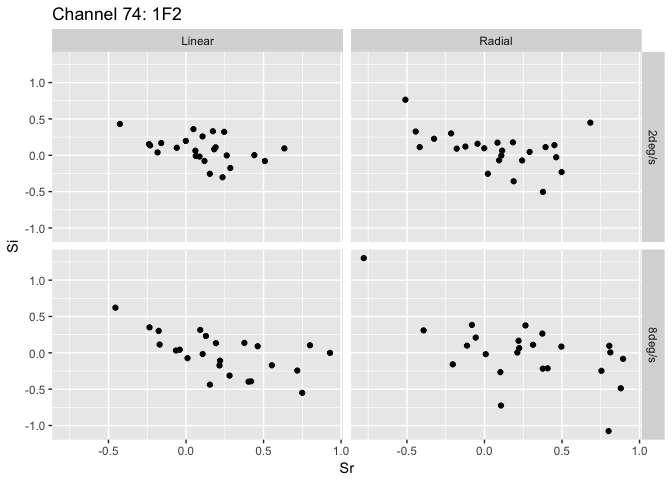 Channel 74: 1F2
Linear
Radial
1.0
0.5
0.0
-0.5
-1.0
2deg/s
Si
1.0
0.5
0.0
-0.5
-1.0
8deg/s
-0.5 0.0 0.5 1.0 -0.5 0.0 0.5 1.0
Sr